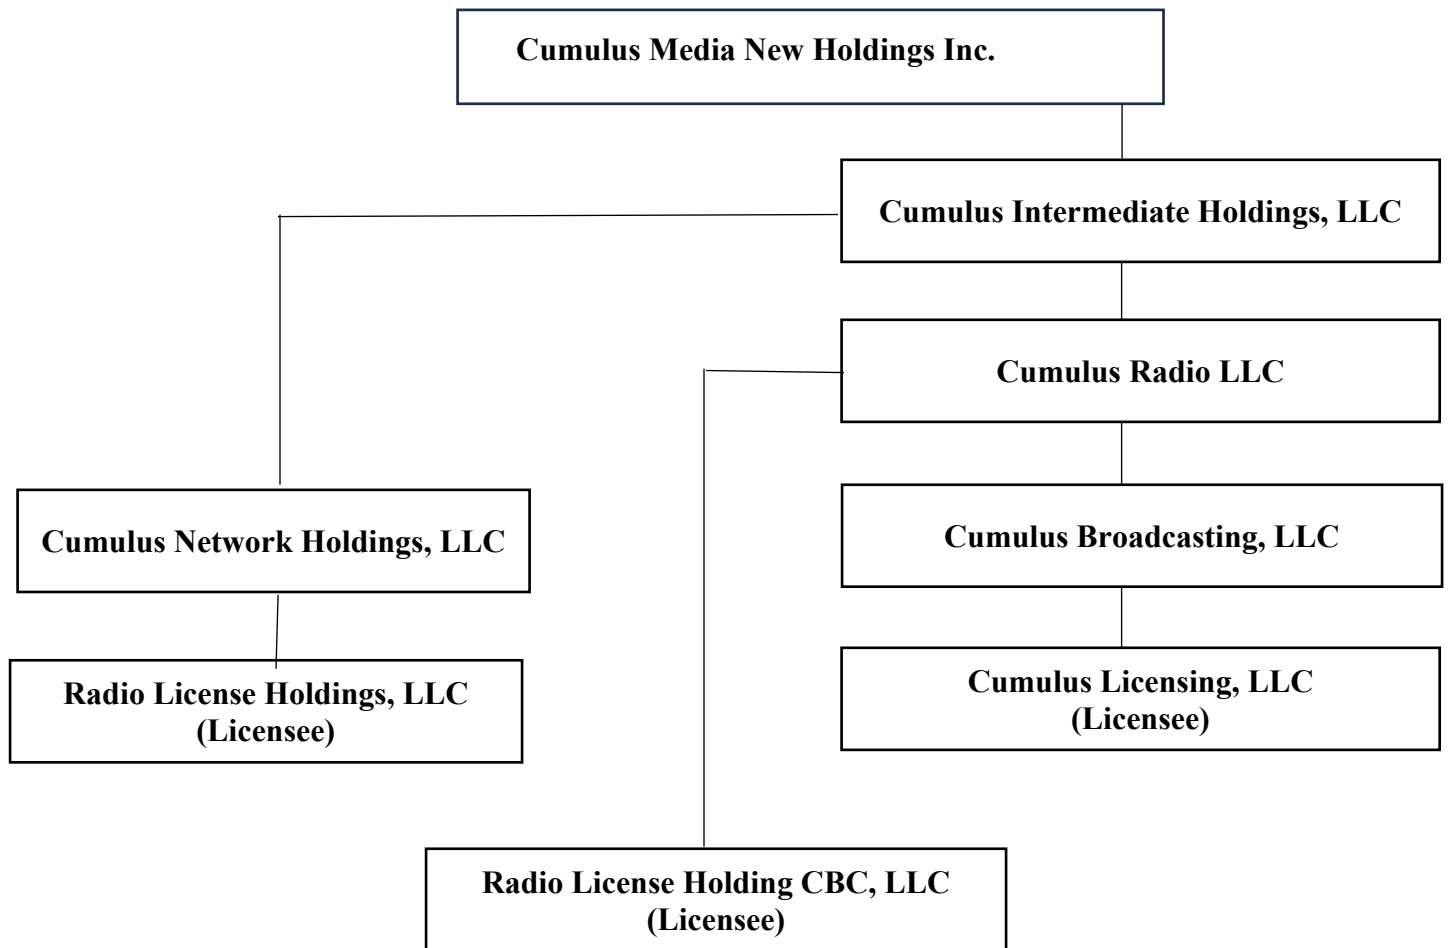 Cumulus Media New Holdings Inc.
Cumulus Intermediate Holdings, LLC
Cumulus Radio LLC
Cumulus Network Holdings, LLC
Cumulus Broadcasting, LLC
Radio License Holdings, LLC
(Licensee)
Cumulus Licensing, LLC
(Licensee)
Radio License Holding CBC, LLC
(Licensee)